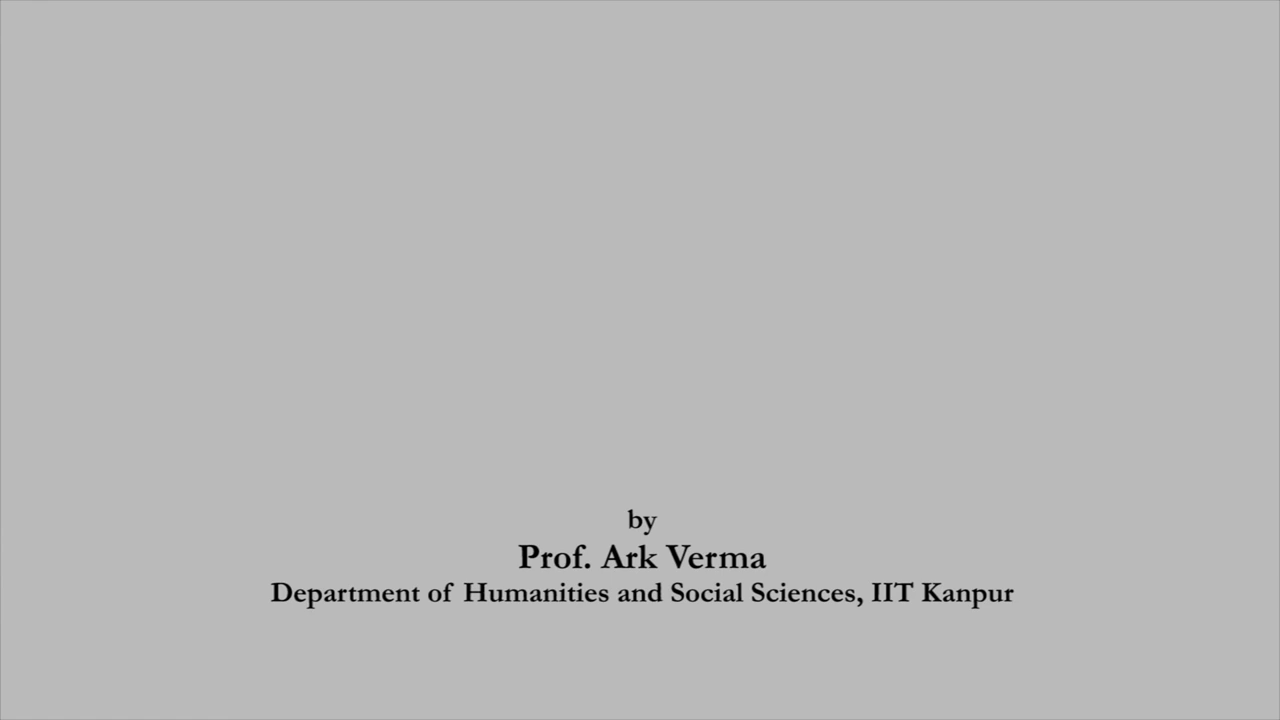 by
Prof. Ark Verma
Department of Humanities and Social Sciences, IIT Kanpur